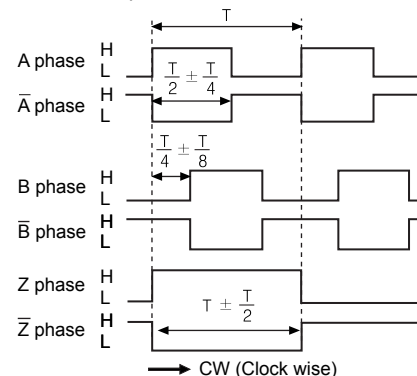 T
A phase H
L
A̅ phase H
L
T/2 ± T/4
T/4 ± T/8
B phase H
L
B̅ phase H
L
Z phase H
L
Z̅ phase H
L
T ± T/2
CW (Clock wise)